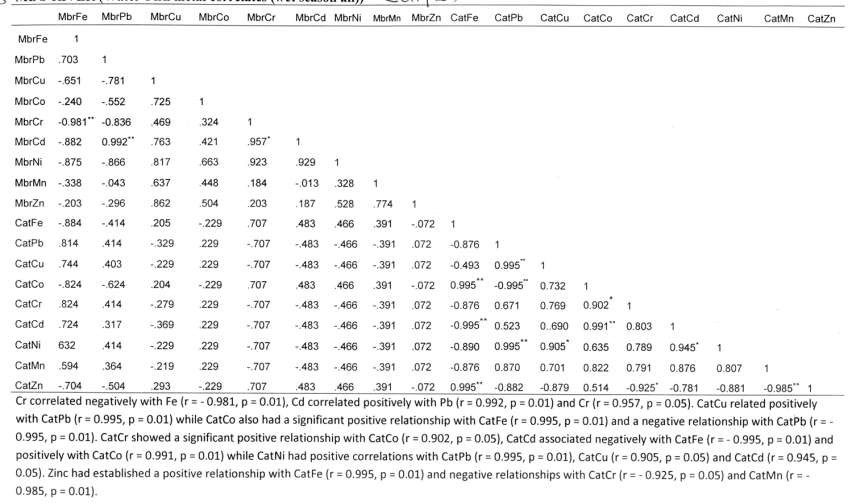 MbrFe MbrPb MbrCu MbrCo MbrCr MbrCd MbrNi MbrMn MbrZn CatFe CatPb CatCu CatCo CatCr CatCd CatNi CatMn CatZn
MbrFe 1
MbrPb .703 1
MbrCu -.651 -.781 1
MbrCo -.240 -.552 .725 1
MbrCr -0.981** -0.836 .469 .324 1
MbrCd -.882 0.992** .763 .421 .957* 1
MbrNi -.875 -.866 .817 .663 .923 .929 1
MbrMn -.338 -.043 .637 .448 .184 -.013 .328 1
MbrZn -.203 -.296 .862 .504 .203 .187 .528 .774 1
CatFe -.884 -.414 .205 -.229 .707 .483 .466 .391 -.072 1
CatPb .814 .414 -.329 .229 -.707 -.483 -.466 -.391 .072 -0.876 1
CatCu .744 .403 -.229 .229 -.707 -.483 -.466 -.391 .072 -0.493 0.995** 1
CatCo -.824 -.624 .204 -.229 .707 .483 .466 .391 -.072 0.995** -0.995** 0.732 1
CatCr .824 .414 -.279 .229 -.707 -.483 -.466 -.391 .072 -0.876 0.671 0.769 0.902* 1
CatCd .724 .317 -.369 .229 -.707 -.483 -.466 -.391 .072 -0.995** 0.523 0..690 0.991** 0.803 1
CatNi 632 .414 -.229 .229 -.707 -.483 -.466 -.391 .072 -0.890 0.995** 0.905* 0.635 0.789 0.945* 1
CatMn .594 .364 -.219 .229 -.707 -.483 -.466 -.391 .072 -0.876 0.870 0.701 0.822 0.791 0.876 0.807 1
CatZn -.704 -.504 .293 -.229 .707 .483 .466 .391 -.072 0.995** -0.882 -0.879 0.514 -0.925* -0.781 -0.881 -0.985** 1
Cr correlated negatively with Fe (r = - 0.981, p = 0.01), Cd correlated positively with Pb (r = 0.992, p = 0.01) and Cr (r = 0.957, p = 0.05). CatCu related positively
with CatPb (r = 0.995, p = 0.01) while CatCo also had a significant positive relationship with CatFe (r = 0.995, p = 0.01) and a negative relationship with CatPb (r = -
0.995, p = 0.01). CatCr showed a significant positive relationship with CatCo (r = 0.902, p = 0.05), CatCd associated negatively with CatFe (r = - 0.995, p = 0.01) and
positively with CatCo (r = 0.991, p = 0.01) while CatNi had positive correlations with CatPb (r = 0.995, p = 0.01), CatCu (r = 0.905, p = 0.05) and CatCd (r = 0.945, p =
0.05). Zinc had established a positive relationship with CatFe (r = 0.995, p = 0.01) and negative relationships with CatCr (r = - 0.925, p = 0.05) and CatMn (r = -
0.985, p = 0.01).